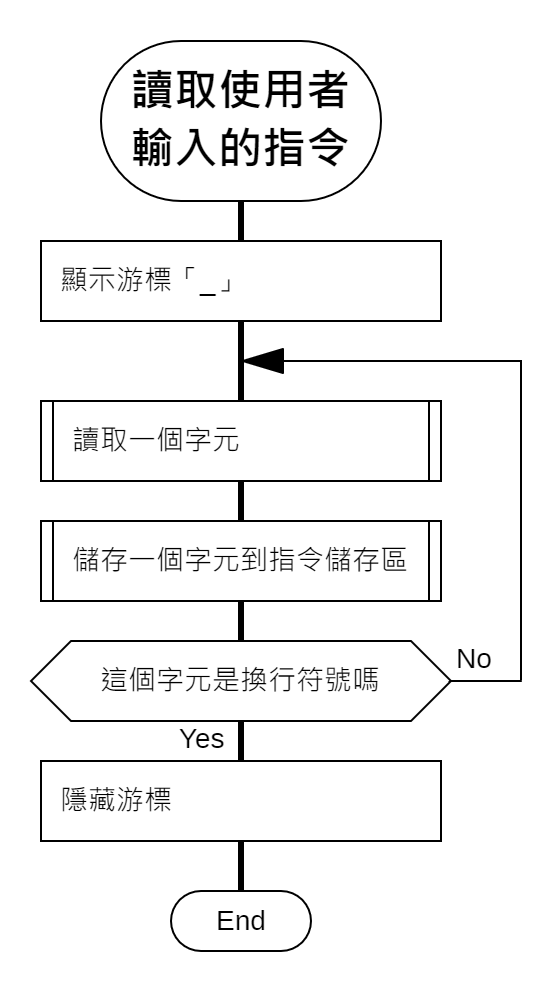 讀取使用者
輸入的指令
顯示游標「_」
讀取一個字元
儲存一個字元到指令儲存區
這個字元是換行符號嗎
No
Yes
隱藏游標
End